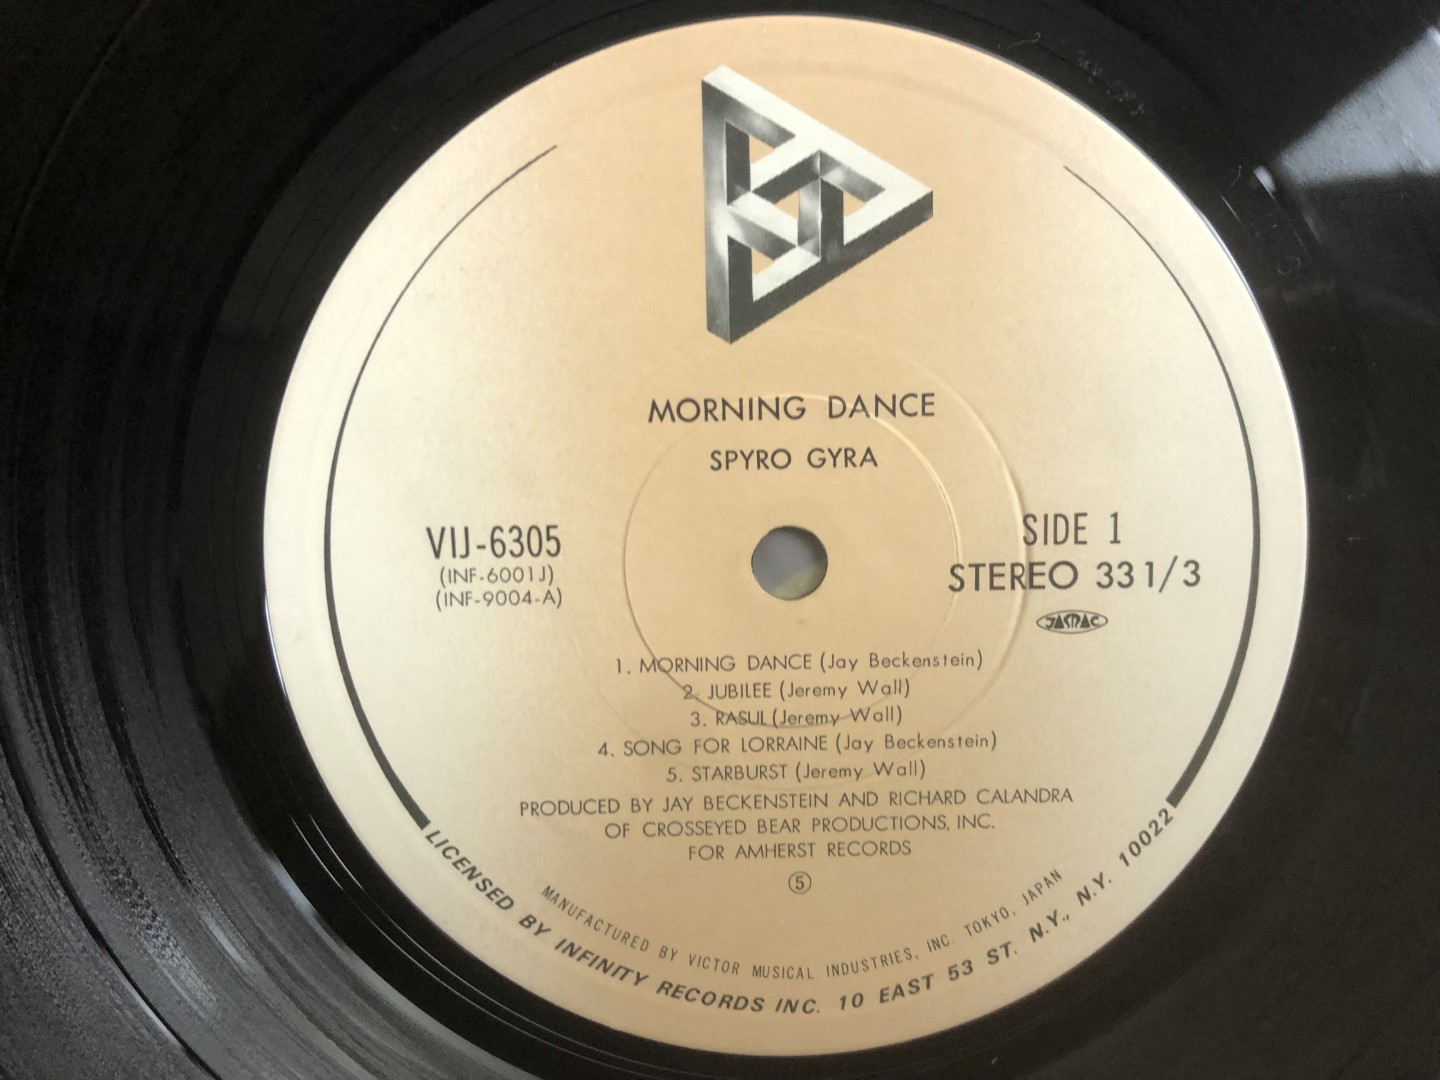 MORNING DANCE
SPYRO GYRA
VIJ-6305
(INF-6001J)
(INF-9004-A)
SIDE 1
STEREO 33 1/3
JASRAC
1. MORNING DANCE (Jay Beckenstein)
2. JUBILEE (Jeremy Wall)
3. RASUL (Jeremy Wall)
4. SONG FOR LORRAINE (Jay Beckenstein)
5. STARBURST (Jeremy Wall)
PRODUCED BY JAY BECKENSTEIN AND RICHARD CALANDRA
OF CROSSEYED BEAR PRODUCTIONS, INC.
FOR AMHERST RECORDS
⑤
MANUFACTURED BY VICTOR MUSICAL INDUSTRIES, INC. TOKYO, JAPAN
LICENSED BY INFINITY RECORDS INC. 10 EAST 53 ST. N.Y., N.Y. 10022